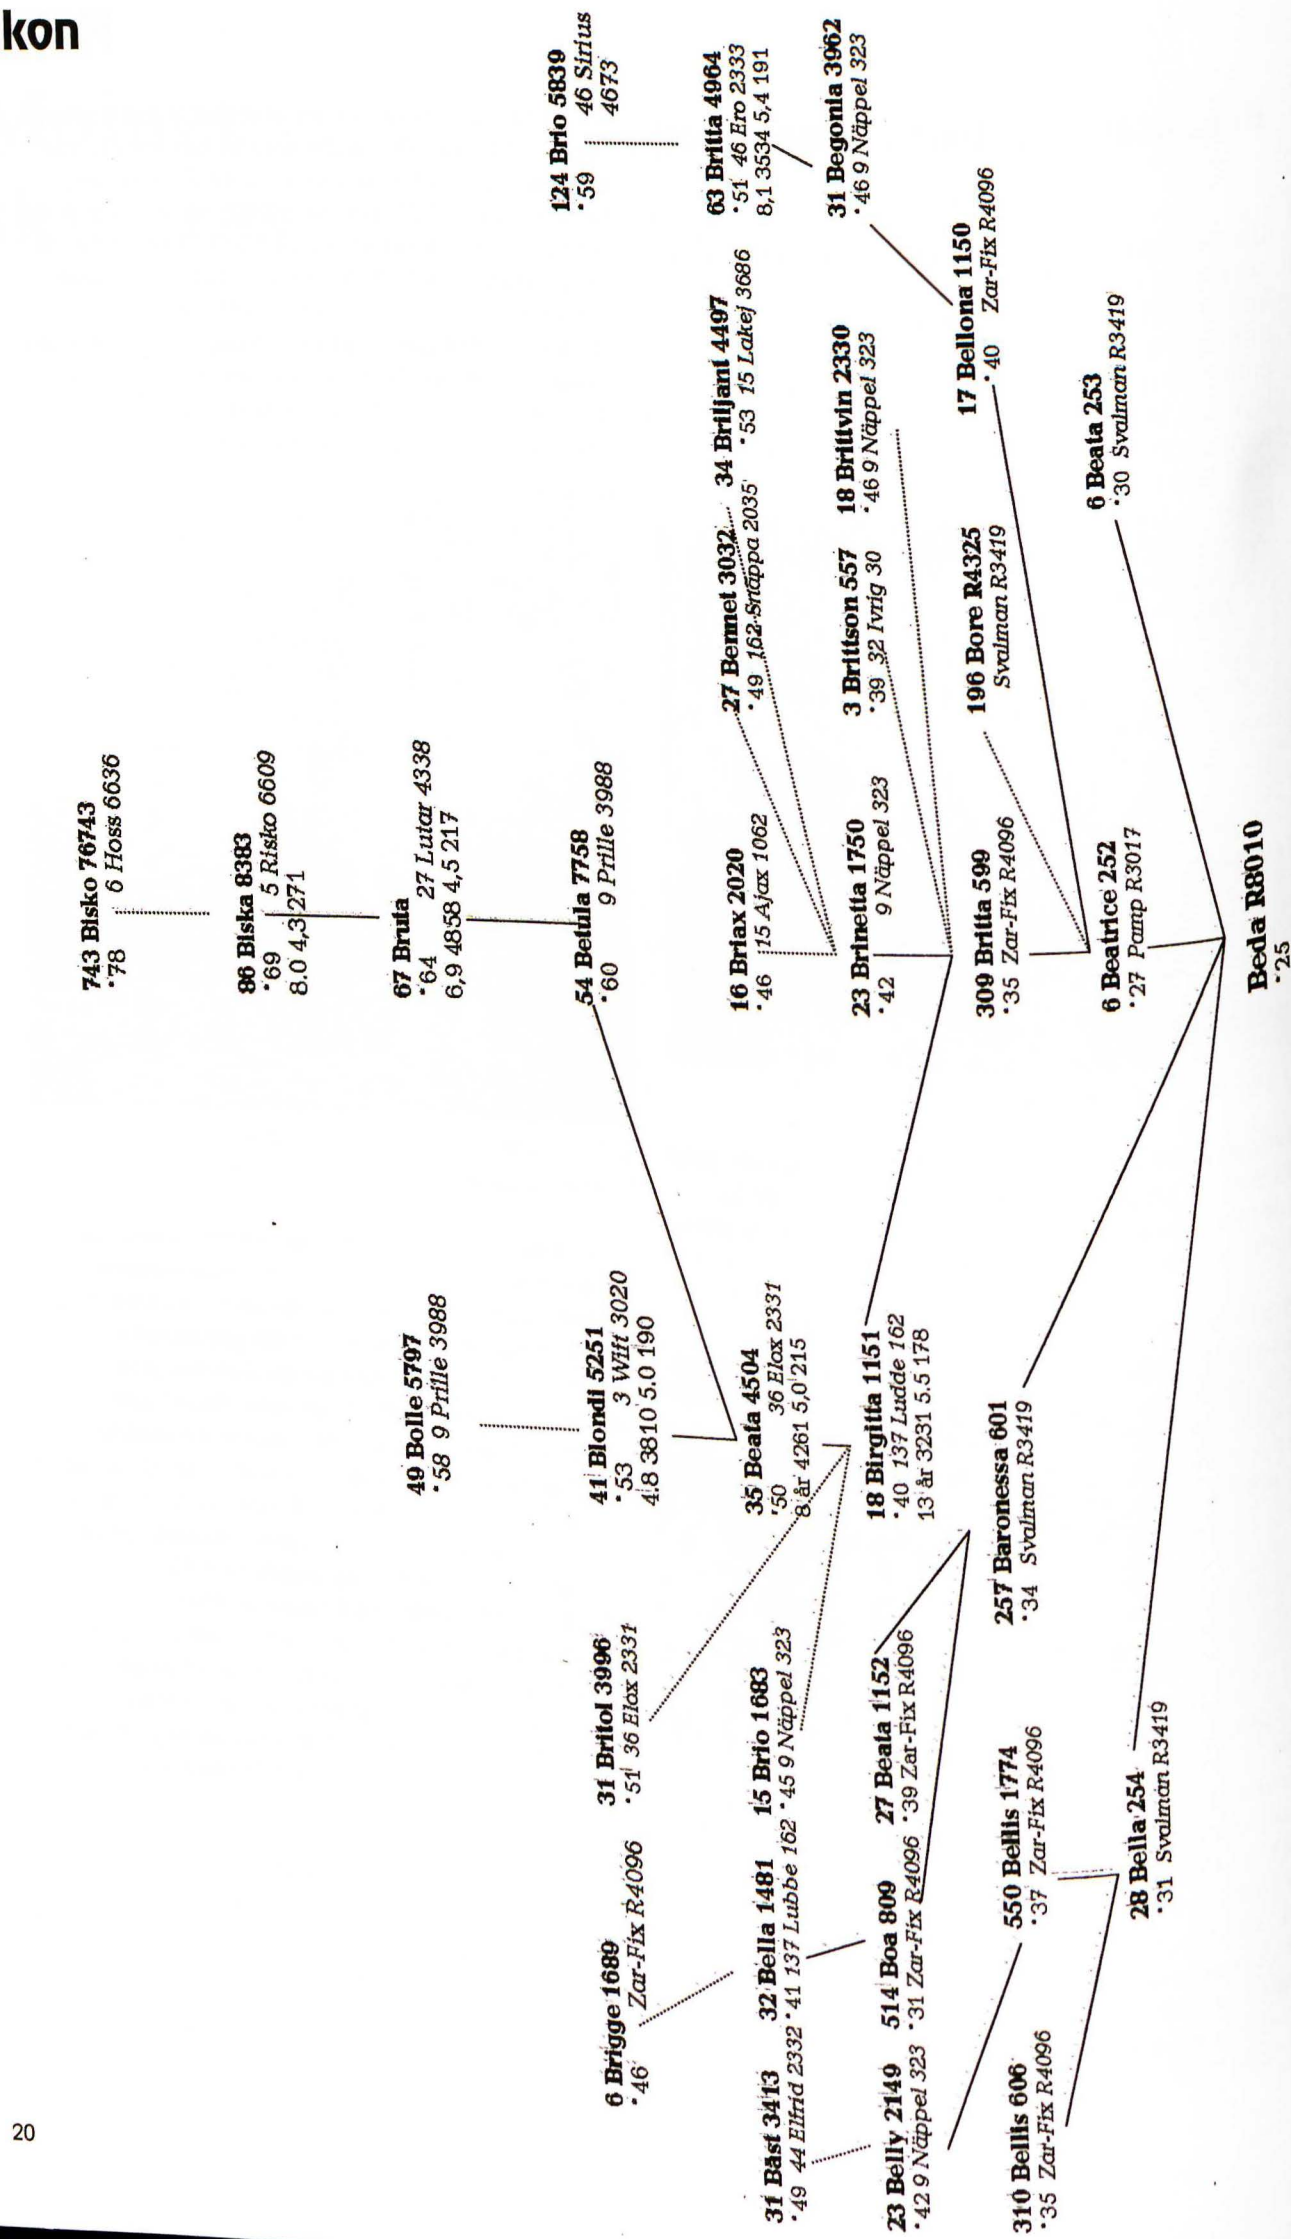 kon
20
743 Bisko 76743
*78 6 Hoss 6636
86 Biska 8383
*69 5 Risko 6609
8.0 4,3 271
67 Bruta
*64 27 Lutar 4338
6,9 4858 4,5 217
54 Betula 7758
*60 9 Prille 3988
124 Brio 5839
*59 46 Sirius
4673
63 Britta 4964
*51 46 Ero 2333
8,1 3534 5,4 191
31 Begonia 3962
*46 9 Näppel 323
17 Bellona 1150
*40 Zar-Fix R4096
49 Bolle 5797
*58 9 Prille 3988
41 Blondi 5251
*53 3 Wift 3020
4.8 3810 5.0 190
35 Beata 4504
*50 36 Elox 2331
8 år 4261 5,0 215
18 Birgitta 1151
*40 137 Ludde 162
13 år 3231 5.5 178
16 Briax 2020
*46 15 Ajax 1062
27 Bennet 3032
*49 162 Snäppa 2035
34 Briljant 4497
*53 15 Lakej 3686
23 Brinetta 1750
*42 9 Näppel 323
3 Brittson 557
*39 32 Ivrig 30
18 Brittvin 2330
*46 9 Näppel 323
309 Britta 599
*35 Zar-Fix R4096
196 Bore R4325
Svalman R3419
6 Beatrice 252
*27 Pamp R3017
6 Beata 253
*30 Svalman R3419
6 Brigge 1689
*46 Zar-Fix R4096
31 Britol 3996
*51 36 Elox 2331
31 Bäst 3413
*49 44 Elfrid 2332
32 Bella 1481
*41 137 Lubbe 162
15 Brio 1683
*45 9 Näppel 323
23 Belly 2149
*42 9 Näppel 323
514 Boa 809
*31 Zar-Fix R4096
27 Beata 1152
*39 Zar-Fix R4096
310 Bellis 606
*35 Zar-Fix R4096
550 Bellis 1774
*37 Zar-Fix R4096
257 Baronessa 601
*34 Svalman R3419
28 Bella 254
*31 Svalman R3419
Beda R8010
*25